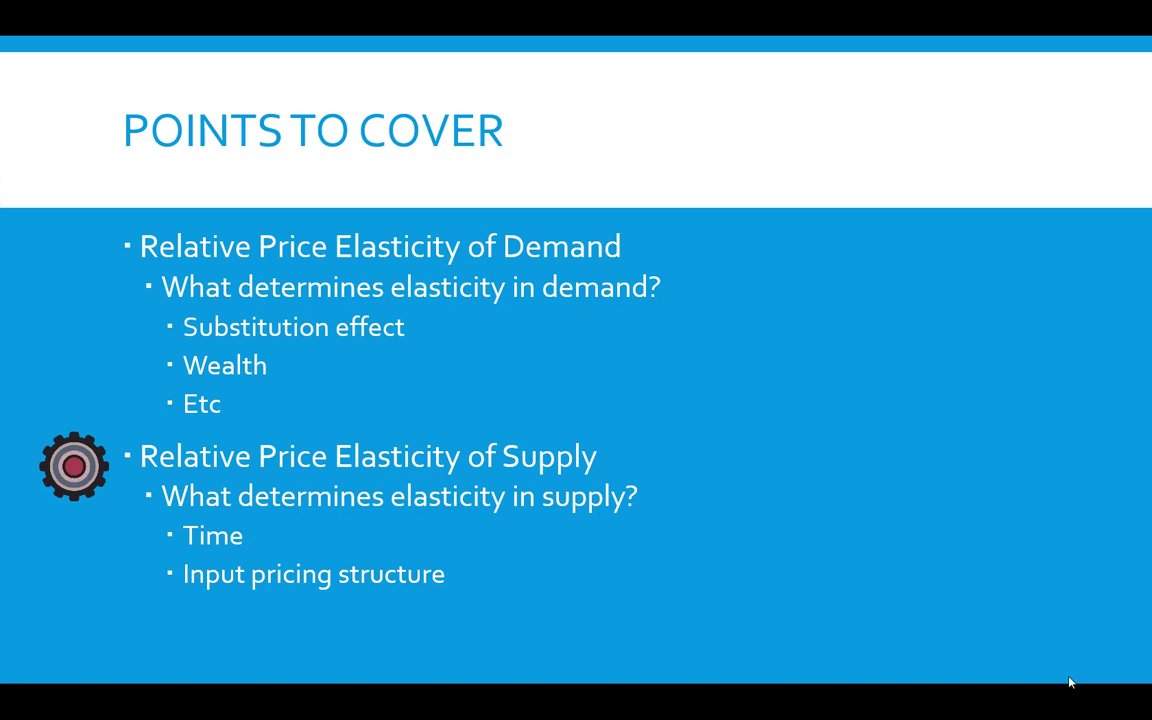 POINTS TO COVER
▪ Relative Price Elasticity of Demand
▪ What determines elasticity in demand?
▪ Substitution effect
▪ Wealth
▪ Etc
▪ Relative Price Elasticity of Supply
▪ What determines elasticity in supply?
▪ Time
▪ Input pricing structure